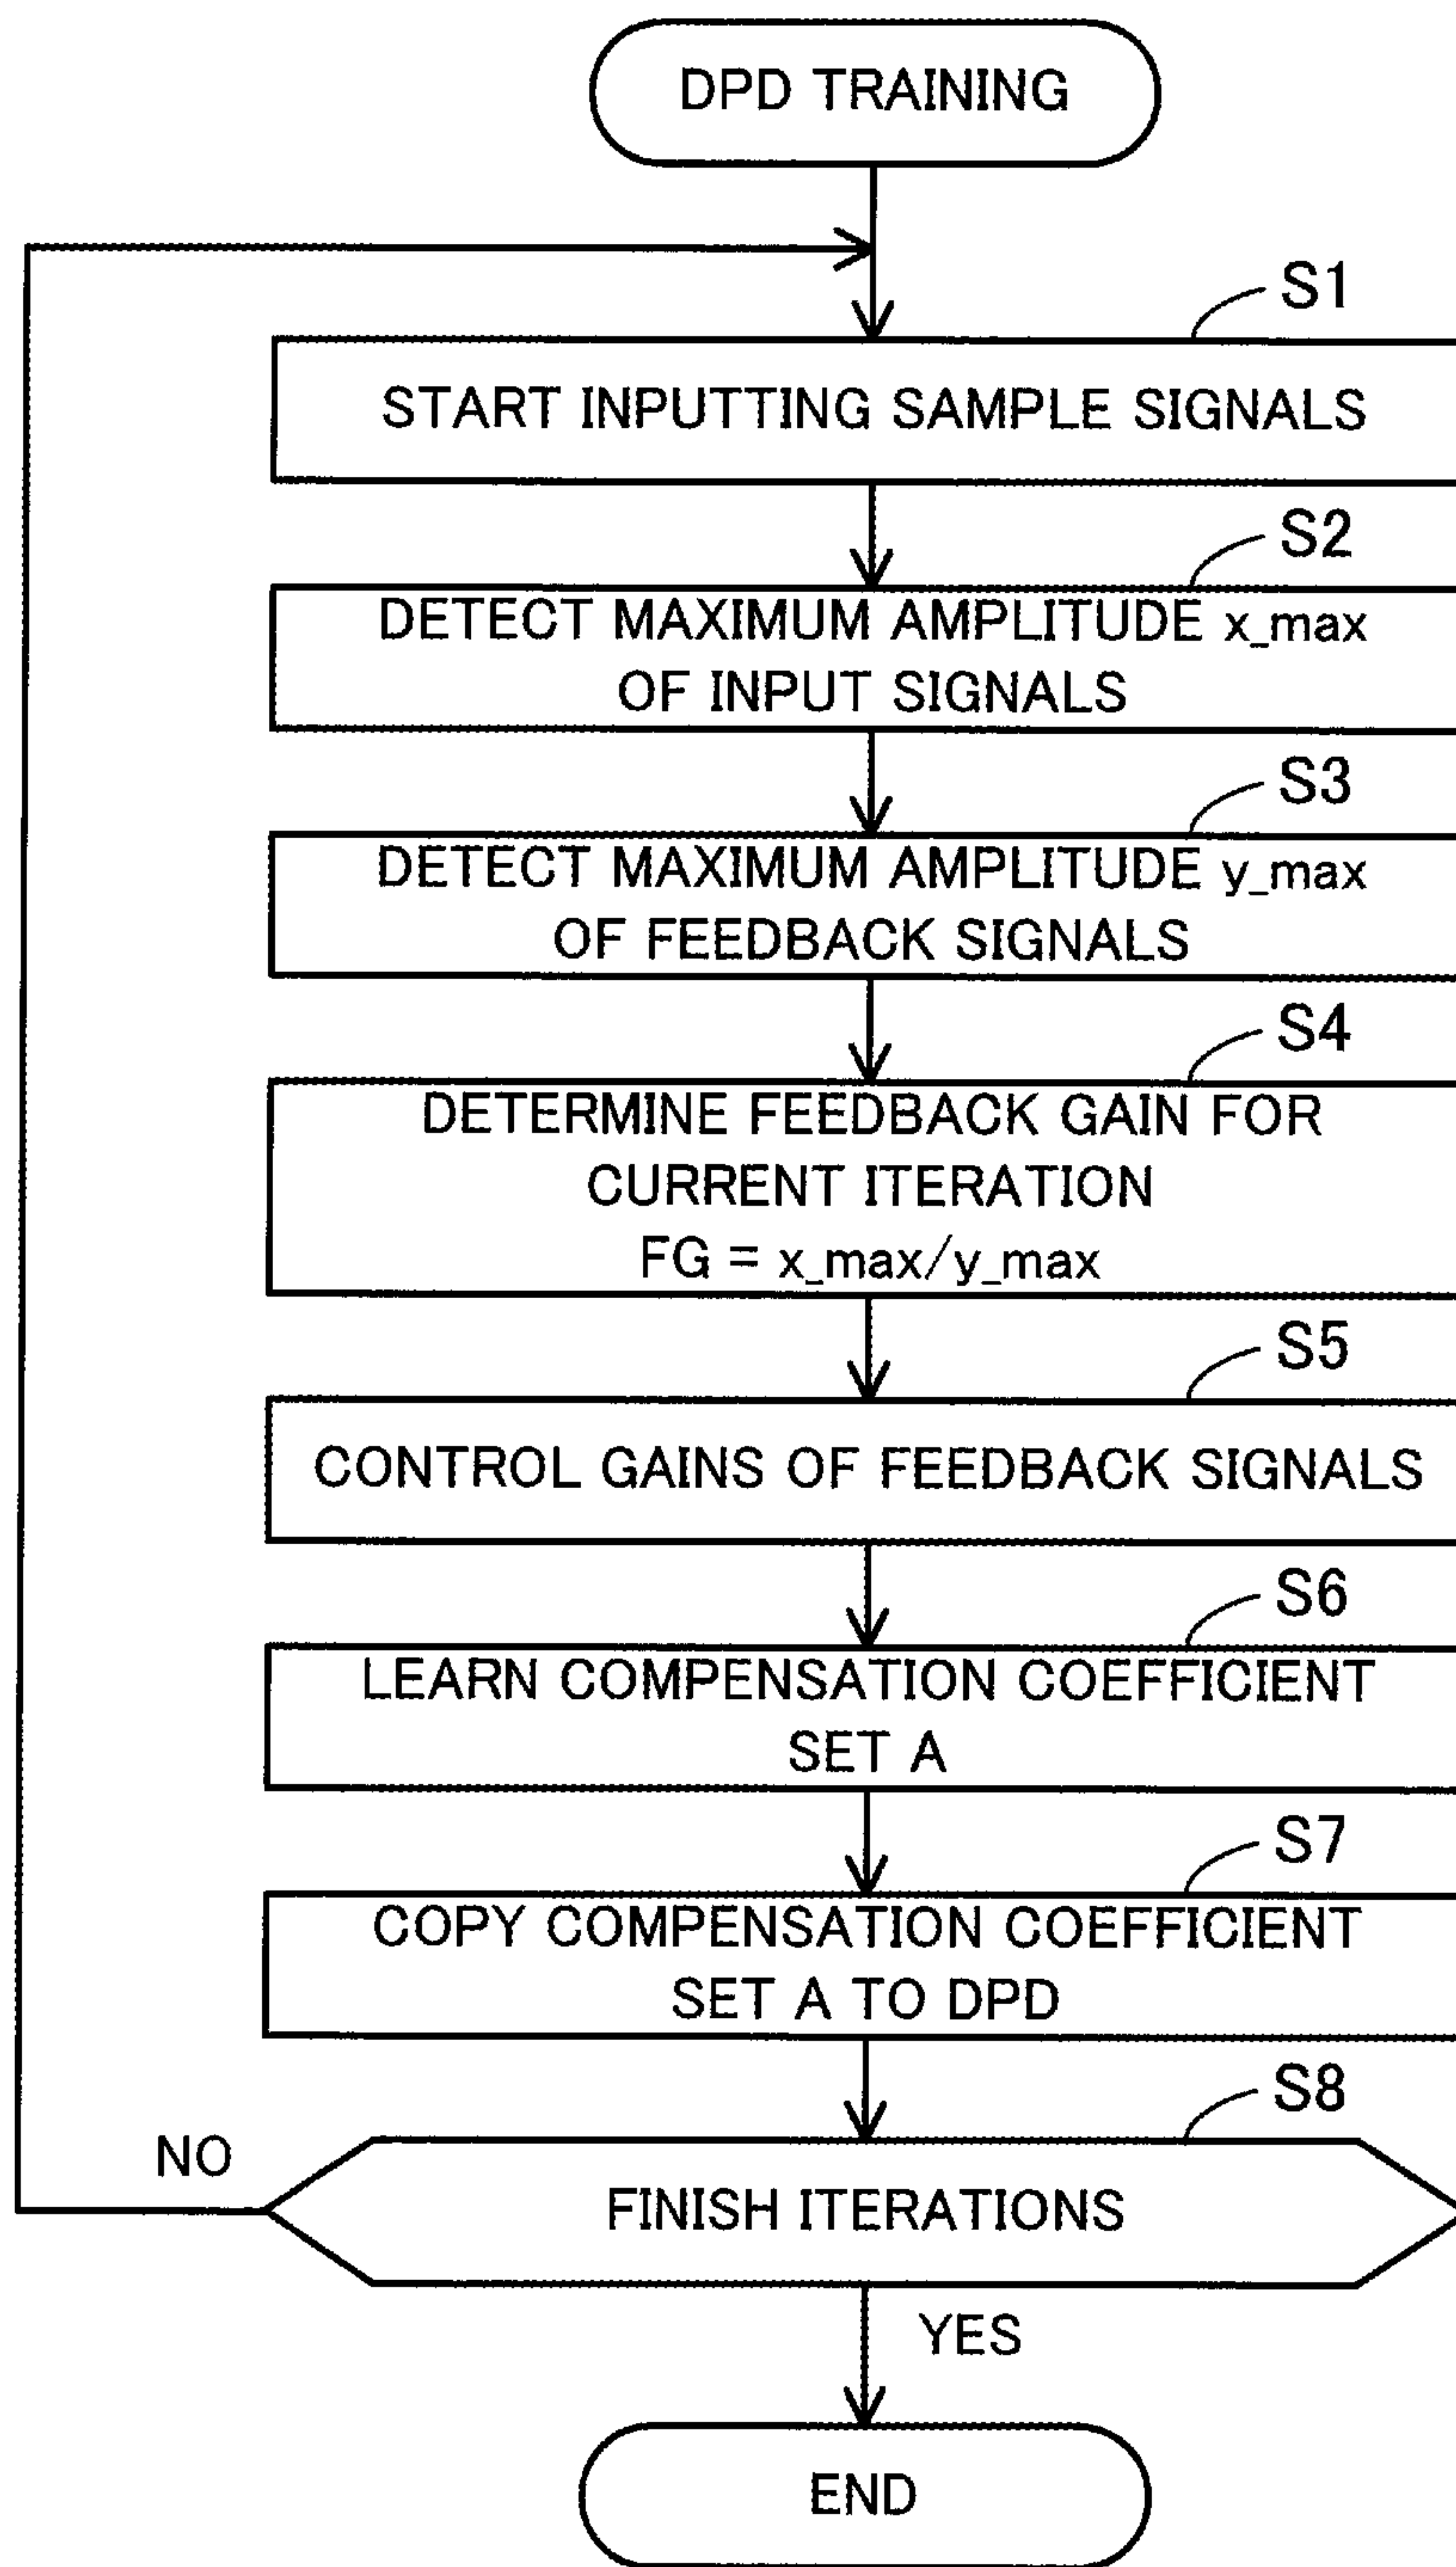 DPD TRAINING
S1
START INPUTTING SAMPLE SIGNALS
S2
DETECT MAXIMUM AMPLITUDE x_max
OF INPUT SIGNALS
S3
DETECT MAXIMUM AMPLITUDE y_max
OF FEEDBACK SIGNALS
S4
DETERMINE FEEDBACK GAIN FOR
CURRENT ITERATION
FG = x_max/y_max
S5
CONTROL GAINS OF FEEDBACK SIGNALS
S6
LEARN COMPENSATION COEFFICIENT
SET A
S7
COPY COMPENSATION COEFFICIENT
SET A TO DPD
S8
NO
FINISH ITERATIONS
YES
END